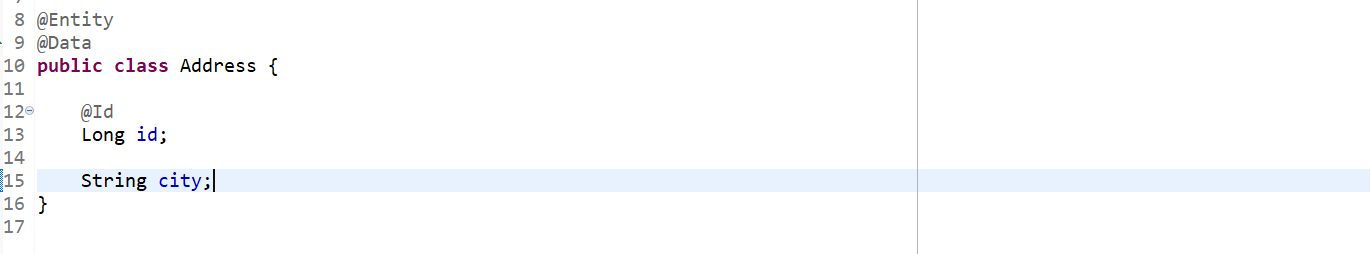 8 @Entity
9 @Data
10 public class Address {
11
12 @Id
13 Long id;
14
15 String city;
16 }
17